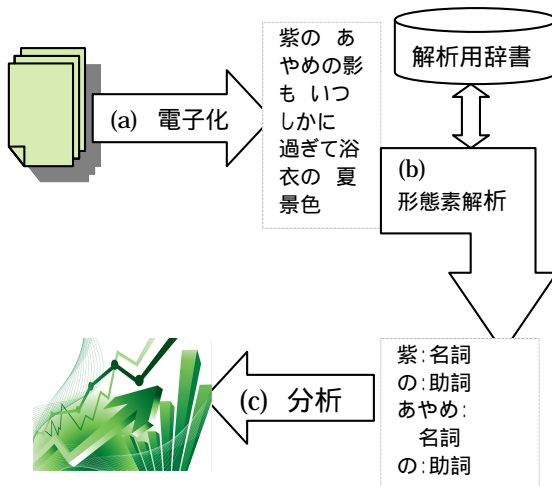 (a) 電子化
紫の あ
やめの影
も いつ
しかに
過ぎて浴
衣の 夏
景色
解析用辞書
(b)
形態素解析
紫:名詞
の:助詞
あやめ:
名詞
の:助詞
(c) 分析